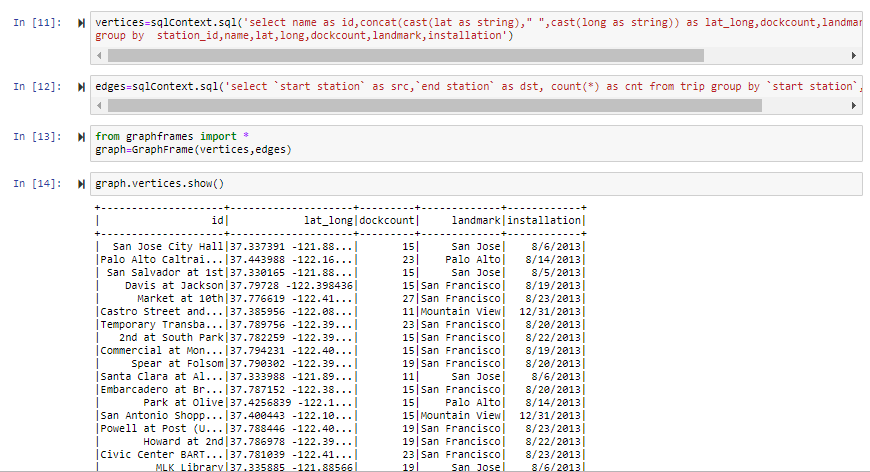 In [11]: vertices=sqlContext.sql('select name as id,concat(cast(lat as string)," ",cast(long as string)) as lat_long,dockcount,landmar
group by  station_id,name,lat,long,dockcount,landmark,installation')
In [12]: edges=sqlContext.sql('select `start station` as src,`end station` as dst, count(*) as cnt from trip group by `start station`,
In [13]: from graphframes import *
graph=GraphFrame(vertices,edges)
In [14]: graph.vertices.show()
+--------------------+--------------------+---------+-------------+------------+
|                  id|            lat_long|dockcount|     landmark|installation|
+--------------------+--------------------+---------+-------------+------------+
|  San Jose City Hall|37.337391 -121.88...|       15|     San Jose|    8/6/2013|
|Palo Alto Caltrai...|37.443988 -122.16...|       23|    Palo Alto|   8/14/2013|
| San Salvador at 1st|37.330165 -121.88...|       15|     San Jose|    8/5/2013|
|    Davis at Jackson|37.79728 -122.398436|       15|San Francisco|   8/19/2013|
|      Market at 10th|37.776619 -122.41...|       27|San Francisco|   8/23/2013|
|Castro Street and...|37.385956 -122.08...|       11|Mountain View|  12/31/2013|
|Temporary Transba...|37.789756 -122.39...|       23|San Francisco|   8/20/2013|
|   2nd at South Park|37.782259 -122.39...|       15|San Francisco|   8/22/2013|
|Commercial at Mon...|37.794231 -122.40...|       15|San Francisco|   8/19/2013|
|     Spear at Folsom|37.790302 -122.39...|       19|San Francisco|   8/20/2013|
|Santa Clara at Al...|37.333988 -121.89...|       11|     San Jose|    8/6/2013|
|Embarcadero at Br...|37.787152 -122.38...|       15|San Francisco|   8/20/2013|
|       Park at Olive|37.4256839 -122.1...|       15|    Palo Alto|   8/14/2013|
|San Antonio Shopp...|37.400443 -122.10...|       15|Mountain View|  12/31/2013|
|Powell at Post (U...|37.788446 -122.40...|       19|San Francisco|   8/23/2013|
|       Howard at 2nd|37.786978 -122.39...|       19|San Francisco|   8/22/2013|
|Civic Center BART...|37.781039 -122.41...|       23|San Francisco|   8/23/2013|
|         MLK Library|37.335885 -121.88566|       19|     San Jose|    8/6/2013|